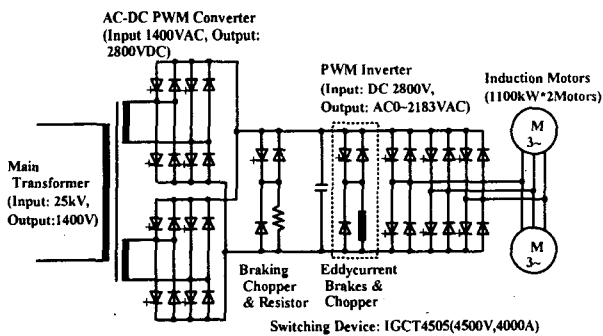 AC-DC PWM Converter
(Input 1400VAC, Output:
2800VDC)
PWM Inverter
(Input: DC 2800V,
Output: AC0~2183VAC)
Induction Motors
(1100kW*2Motors)
M
3~
Main
Transformer
(Input: 25kV,
Output:1400V)
M
3~
Braking
Chopper
& Resistor
Eddycurrent
Brakes &
Chopper
Switching Device: IGCT4505(4500V,4000A)